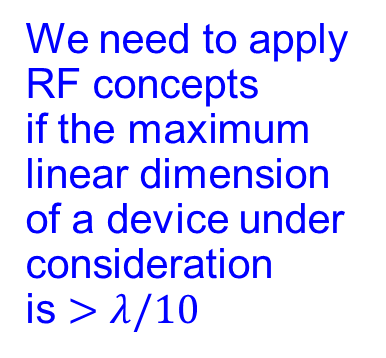 We need to apply
RF concepts
if the maximum
linear dimension
of a device under
consideration
is > λ/10